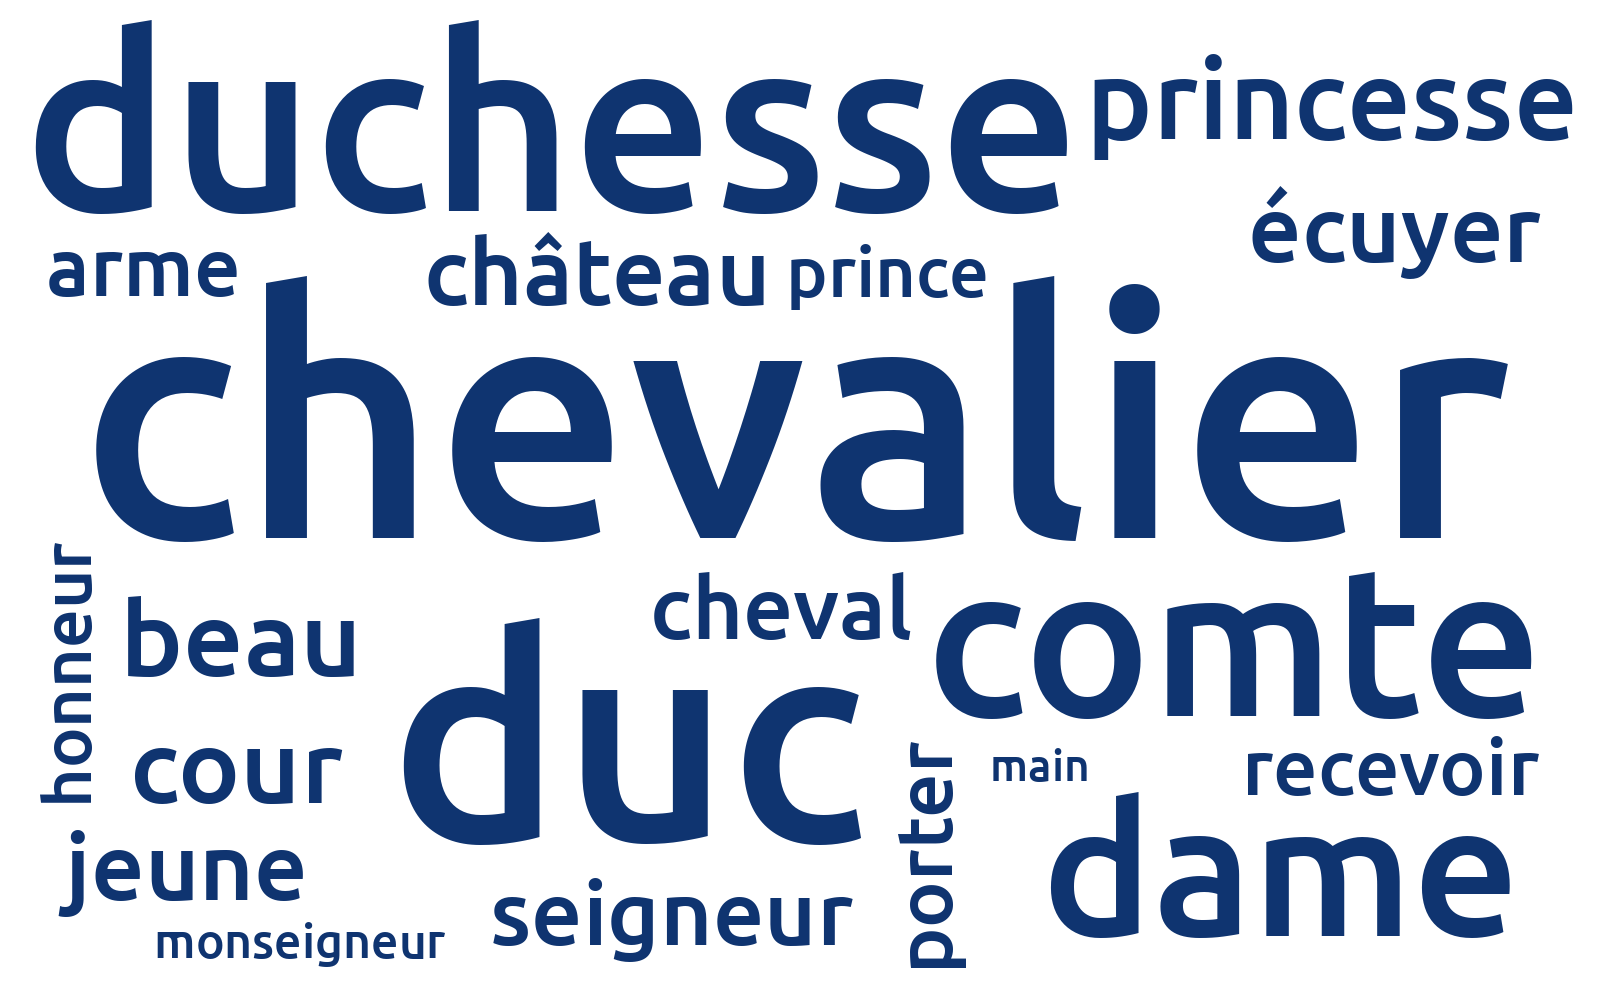 duchesse
princesse
écuyer
arme
château
prince
chevalier
honneur
beau
cheval
comte
duc
cour
main
recevoir
porter
dame
jeune
seigneur
monseigneur